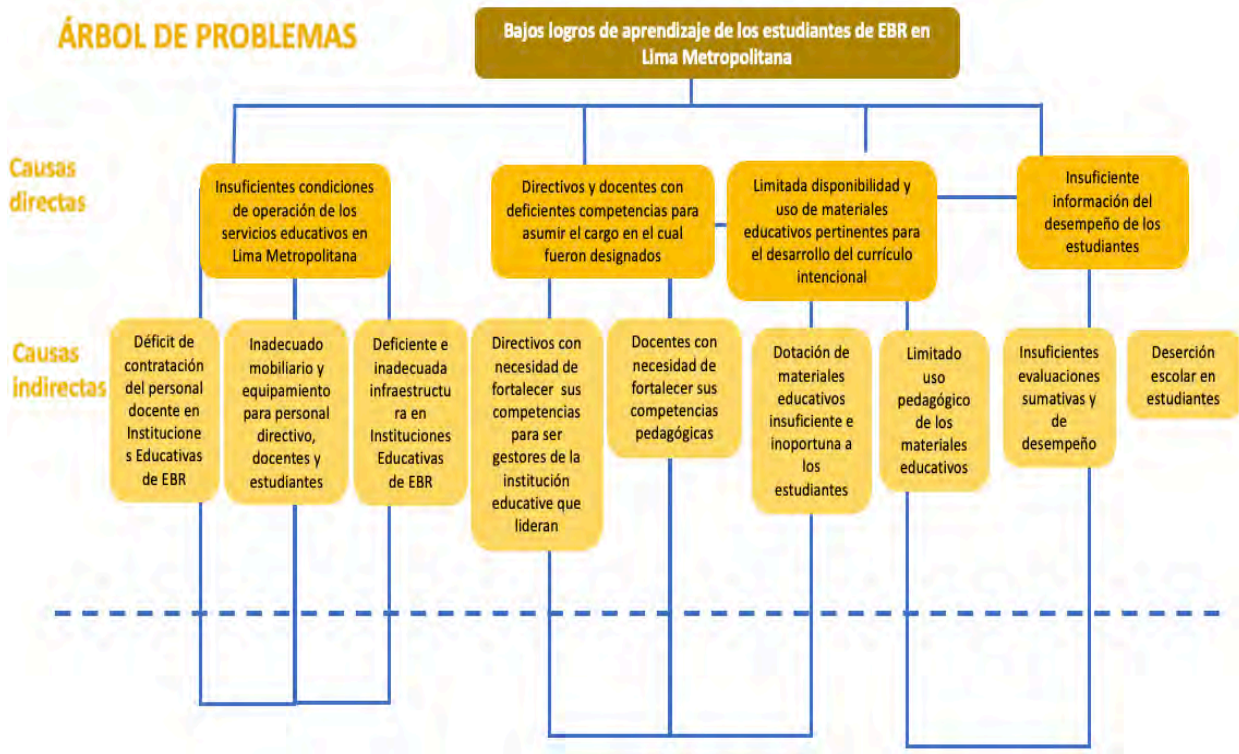 ÁRBOL DE PROBLEMAS
Bajos logros de aprendizaje de los estudiantes de EBR en
Lima Metropolitana
Causas
directas
Insuficientes condiciones
de operación de los
servicios educativos en
Lima Metropolitana
Directivos y docentes con
deficientes competencias para
asumir el cargo en el cual
fueron designados
Limitada disponibilidad y
uso de materiales
educativos pertinentes para
el desarrollo del currículo
intencional
Insuficiente
información del
desempeño de los
estudiantes
Causas
indirectas
Déficit de
contratación
del personal
docente en
Institucione
s Educativas
de EBR
Inadecuado
mobiliario y
equipamiento
para personal
directivo,
docentes y
estudiantes
Deficiente e
inadecuada
infraestructu
ra en
Instituciones
Educativas
de EBR
Directivos con
necesidad de
fortalecer sus
competencias
para ser
gestores de la
institución
educative que
lideran
Docentes con
necesidad de
fortalecer sus
competencias
pedagógicas
Dotación de
materiales
educativos
insuficiente e
inoportuna a
los
estudiantes
Limitado
uso
pedagógico
de los
materiales
educativos
Insuficientes
evaluaciones
sumativas y
de
desempeño
Deserción
escolar en
estudiantes